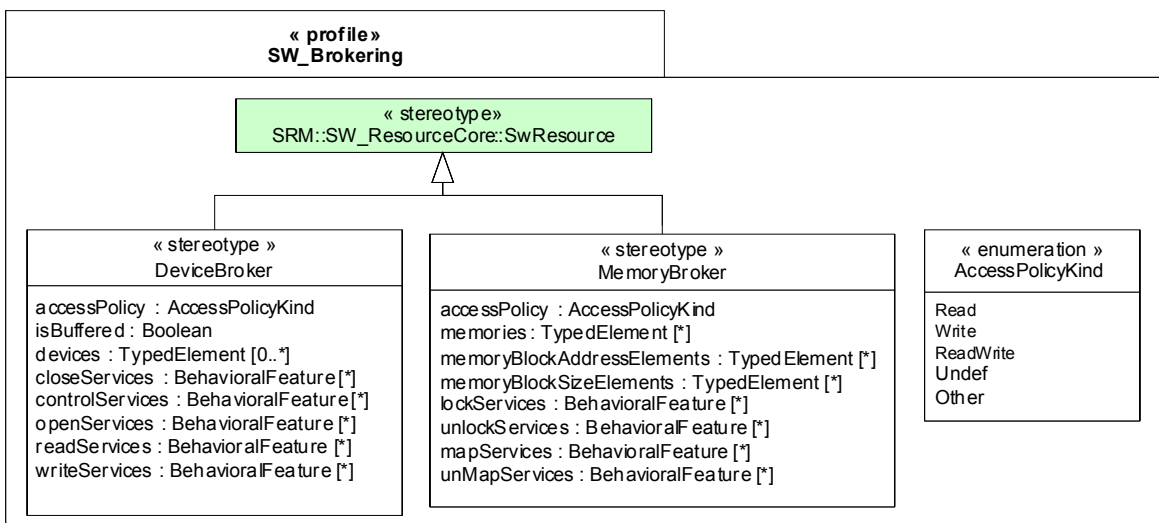 « profile»
SW_Brokering
« stereotype»
SRM::SW_ResourceCore::SwResource
« stereotype »
DeviceBroker
accessPolicy : AccessPolicyKind
isBuffered : Boolean
devices : TypedElement [0..*]
closeServices : BehavioralFeature [*]
controlServices : BehavioralFeature [*]
openServices : BehavioralFeature [*]
readServices : BehavioralFeature [*]
writeServices : BehavioralFeature [*]
« stereotype »
MemoryBroker
accessPolicy : AccessPolicyKind
memories : TypedElement [*]
memoryBlockAddressElements : TypedElement [*]
memoryBlockSizeElements : TypedElement [*]
lockServices : BehavioralFeature [*]
unlockServices : BehavioralFeature [*]
mapServices : BehavioralFeature [*]
unMapServices : BehavioralFeature [*]
« enumeration »
AccessPolicyKind
Read
Write
ReadWrite
Undef
Other